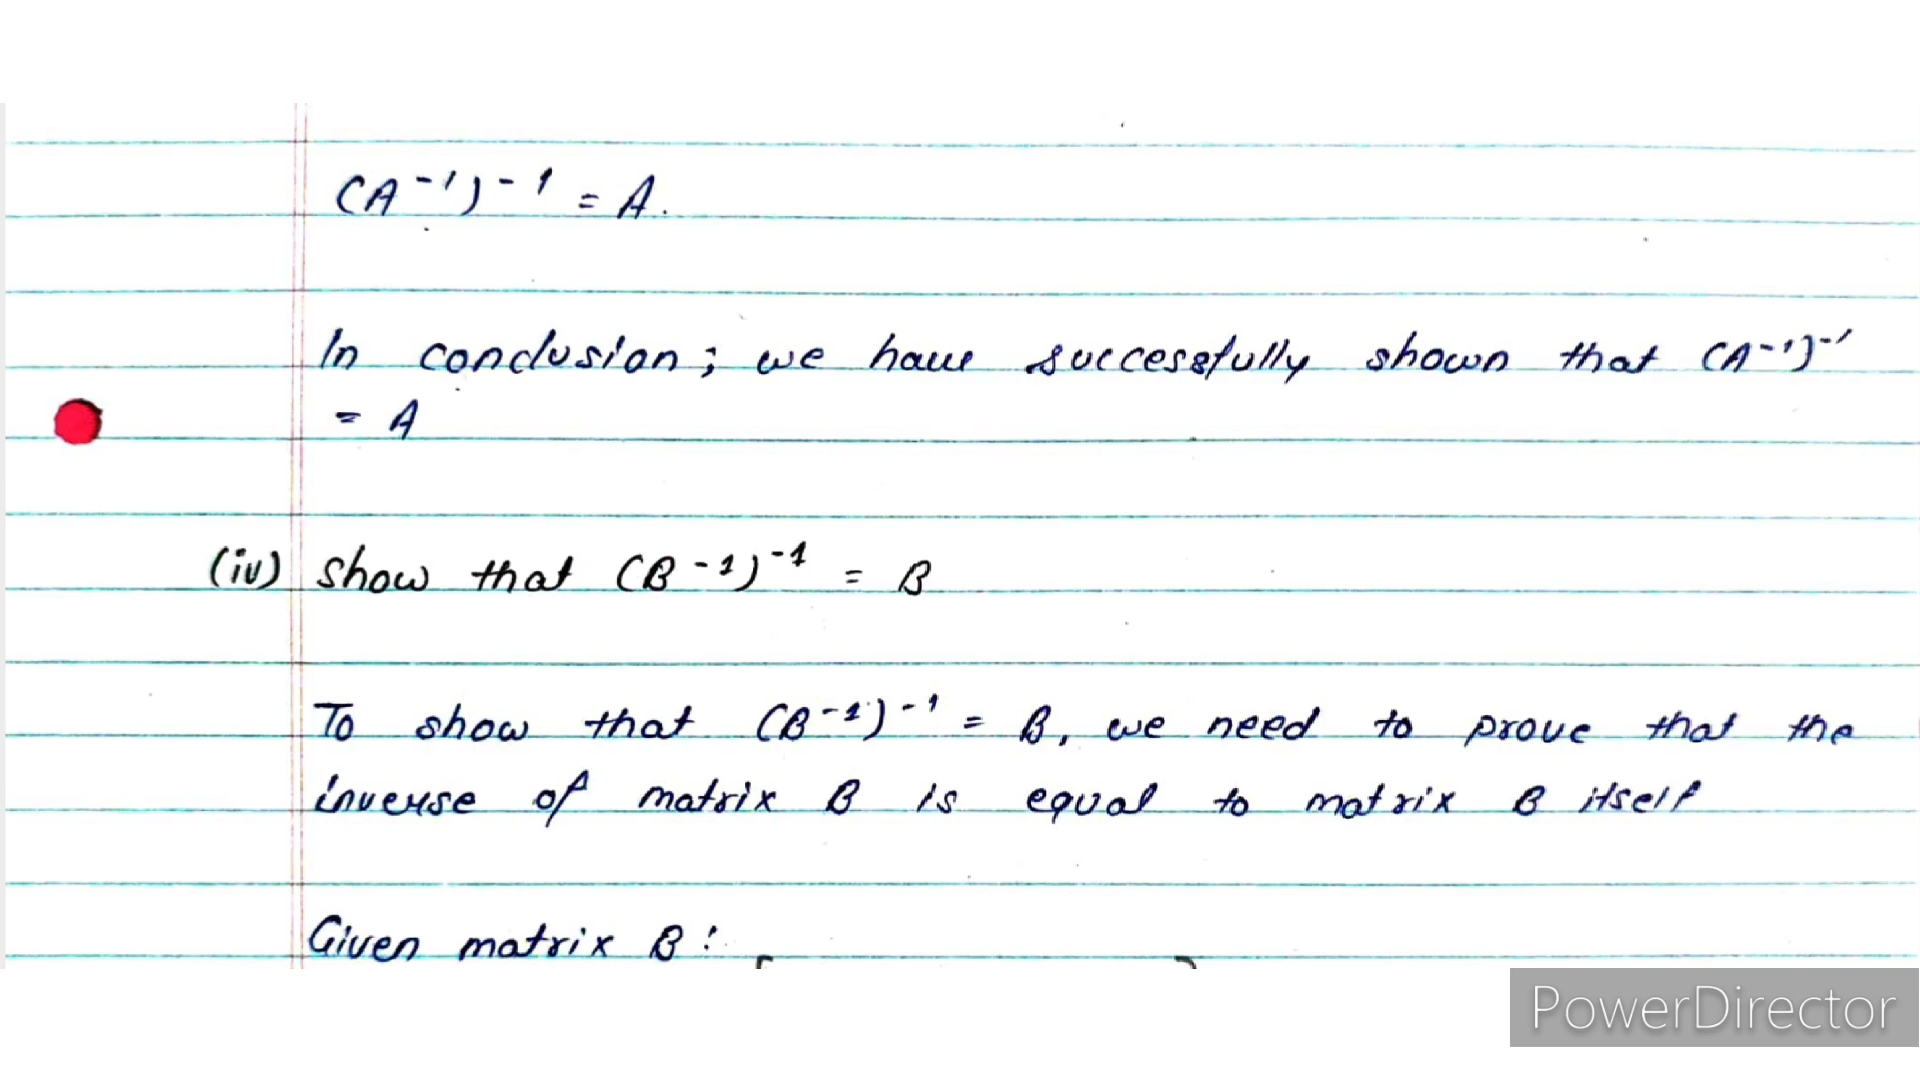 (A-1)-1 = A.
In conclusion; we have successfully shown that (A-1)-1
= A
(iv) show that (B-1)-1 = B
To show that (B-1)-1 = B, we need to prove that the
inverse of matrix B is equal to matrix B itself
Given matrix B:
PowerDirector